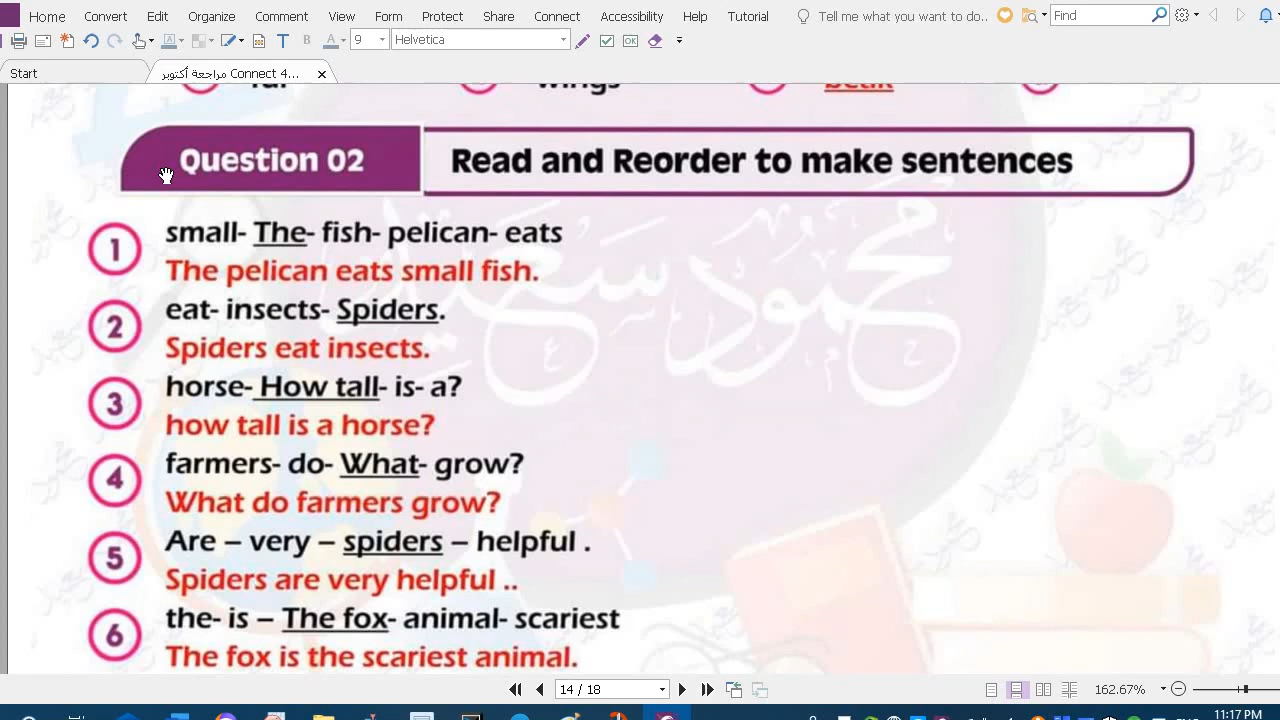 Home Convert Edit Organize Comment View Form Protect Share Connect Accessibility Help Tutorial Tell me what you want to do.. Find
9 Helvetica
Start مراجعة أكتوبر Connect 4...
fur wings
Question 02 Read and Reorder to make sentences
محمود سعيد
1 small- The- fish- pelican- eats
The pelican eats small fish.
2 eat- insects- Spiders.
Spiders eat insects.
3 horse- How tall- is- a?
how tall is a horse?
4 farmers- do- What- grow?
What do farmers grow?
5 Are – very – spiders – helpful .
Spiders are very helpful ..
6 the- is – The fox- animal- scariest
The fox is the scariest animal.
14 / 18 162.67%
11:17 PM